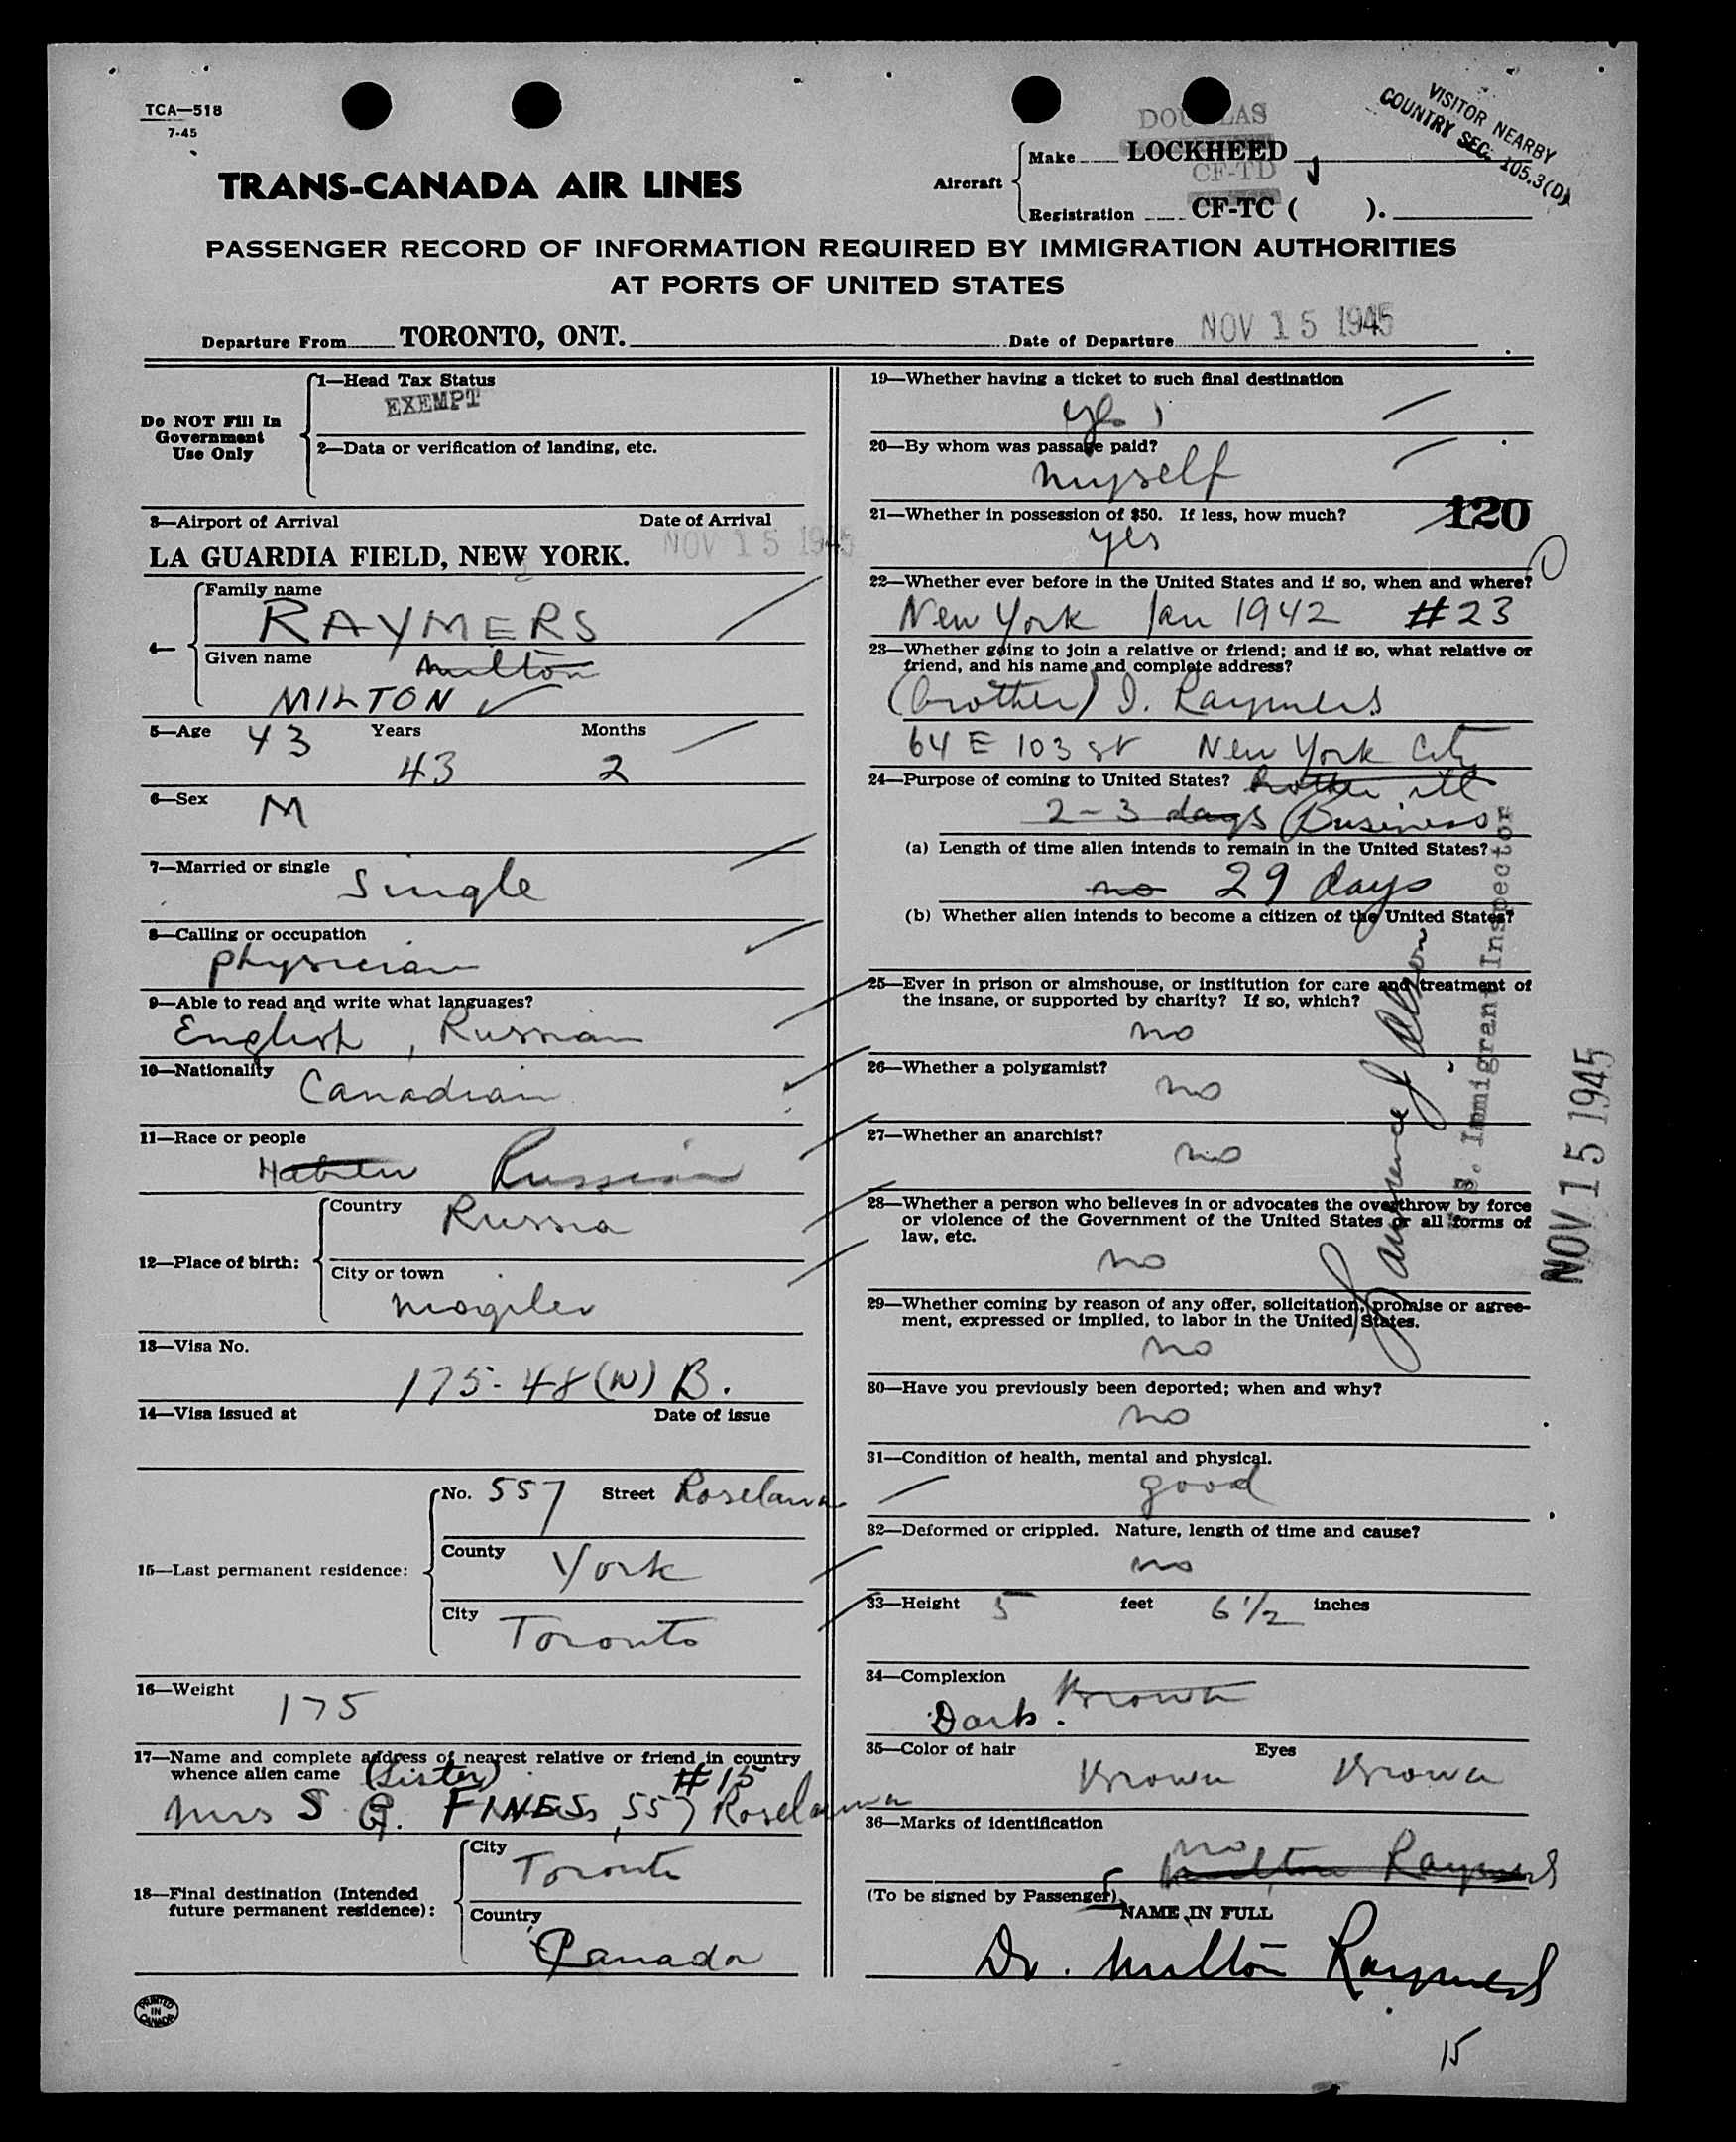 TCA—518
7-45
VISITOR NEARBY
COUNTRY SEC. 105.3(D)
TRANS-CANADA AIR LINES
DOUGLAS
Aircraft
Make LOCKHEED
CF-TD J
Registration CF-TC ( ).
PASSENGER RECORD OF INFORMATION REQUIRED BY IMMIGRATION AUTHORITIES
AT PORTS OF UNITED STATES
Departure From TORONTO, ONT. Date of Departure NOV 15 1945
Do NOT Fill In
Government
Use Only
1—Head Tax Status
EXEMPT
2—Data or verification of landing, etc.
3—Airport of Arrival Date of Arrival
LA GUARDIA FIELD, NEW YORK. NOV 15 1945
4—
Family name
RAYMERS
Given name Milton
MILTON
5—Age 43 Years Months
43 2
6—Sex M
7—Married or single Single
8—Calling or occupation
physician
9—Able to read and write what languages?
English, Russian
10—Nationality Canadian
11—Race or people
Hebrew Russian
12—Place of birth:
Country Russia
City or town
Mogilev
13—Visa No.
175-48(W) B.
14—Visa issued at Date of issue
15—Last permanent residence:
No. 557 Street Roselawn
County York
City Toronto
16—Weight 175
17—Name and complete address of nearest relative or friend in country
whence alien came (Sister) #15
Mrs S G. FINESS, 557 Roselawn
18—Final destination (Intended
future permanent residence):
City Toronto
Country
Canada
PRINTED
IN
CANADA
19—Whether having a ticket to such final destination
yes
20—By whom was passage paid?
myself
21—Whether in possession of $50. If less, how much? 120
yes
22—Whether ever before in the United States and if so, when and where?
New York Jan 1942 #23
23—Whether going to join a relative or friend; and if so, what relative or
friend, and his name and complete address?
(brother) I. Raymers
64 E 103 st New York City
24—Purpose of coming to United States? Brother ill
2-3 days Business
(a) Length of time alien intends to remain in the United States?
no 29 days
(b) Whether alien intends to become a citizen of the United States?
25—Ever in prison or almshouse, or institution for care and treatment of
the insane, or supported by charity? If so, which?
no
26—Whether a polygamist?
no
27—Whether an anarchist?
no
28—Whether a person who believes in or advocates the overthrow by force
or violence of the Government of the United States or all forms of
law, etc.
no
29—Whether coming by reason of any offer, solicitation, promise or agree-
ment, expressed or implied, to labor in the United States.
no
30—Have you previously been deported; when and why?
no
31—Condition of health, mental and physical.
good
32—Deformed or crippled. Nature, length of time and cause?
no
33—Height 5 feet 6 1/2 inches
34—Complexion Brown
Dark.
35—Color of hair Eyes
Brown Brown
36—Marks of identification
no
Milton Raymers
(To be signed by Passenger)
NAME IN FULL
Dr. Milton Raymers
15
Immigrant Inspector
NOV 15 1945